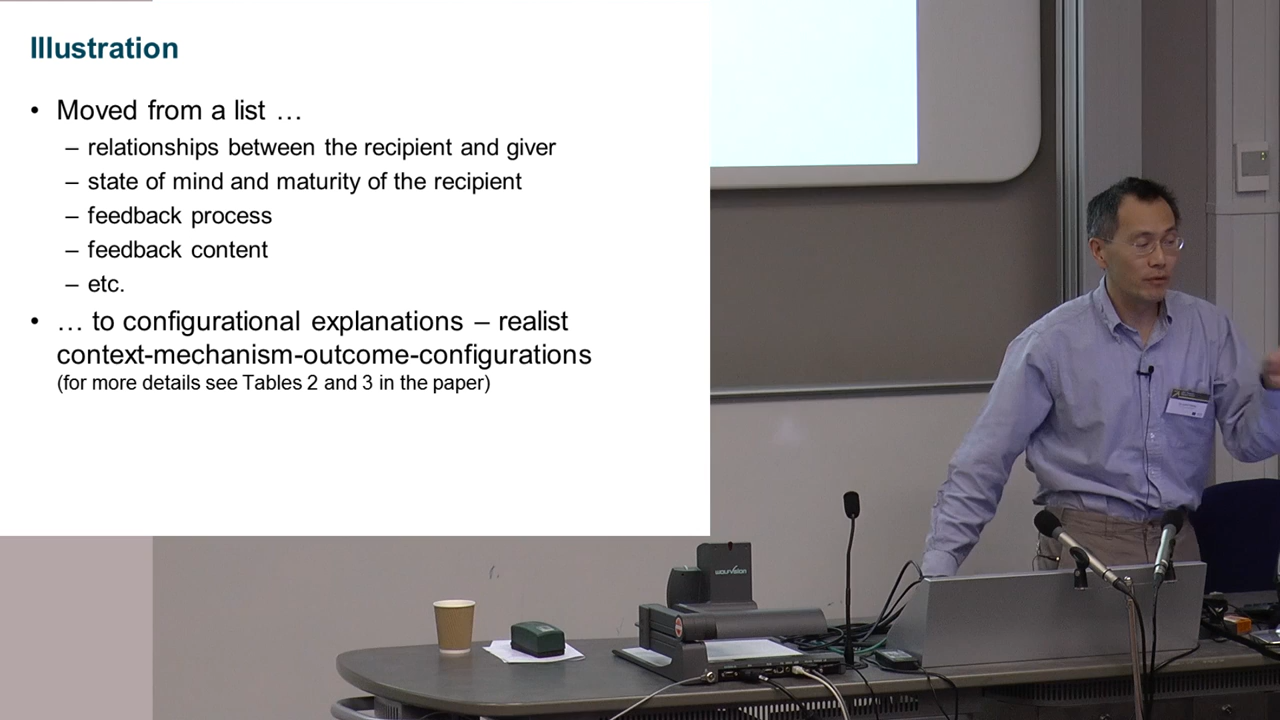 Illustration
• Moved from a list …
– relationships between the recipient and giver
– state of mind and maturity of the recipient
– feedback process
– feedback content
– etc.
• … to configurational explanations – realist
context-mechanism-outcome-configurations
(for more details see Tables 2 and 3 in the paper)
WOLFVISION